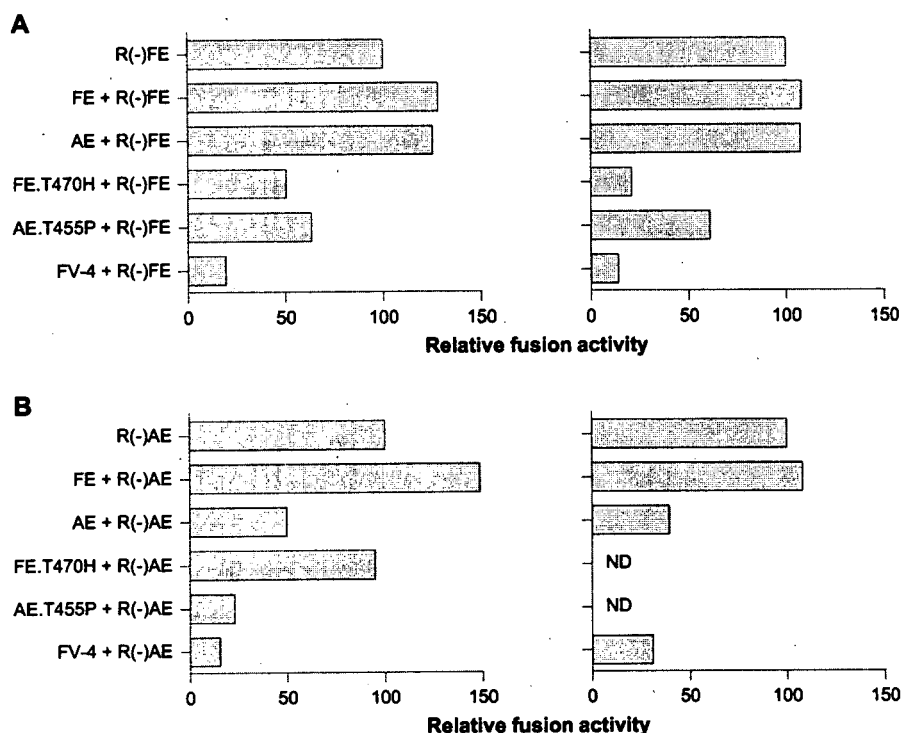 A
R(-)FE
FE + R(-)FE
AE + R(-)FE
FE.T470H + R(-)FE
AE.T455P + R(-)FE
FV-4 + R(-)FE
0 50 100 150
0 50 100 150
Relative fusion activity
B
R(-)AE
FE + R(-)AE
AE + R(-)AE
FE.T470H + R(-)AE
ND
AE.T455P + R(-)AE
ND
FV-4 + R(-)AE
0 50 100 150
0 50 100 150
Relative fusion activity